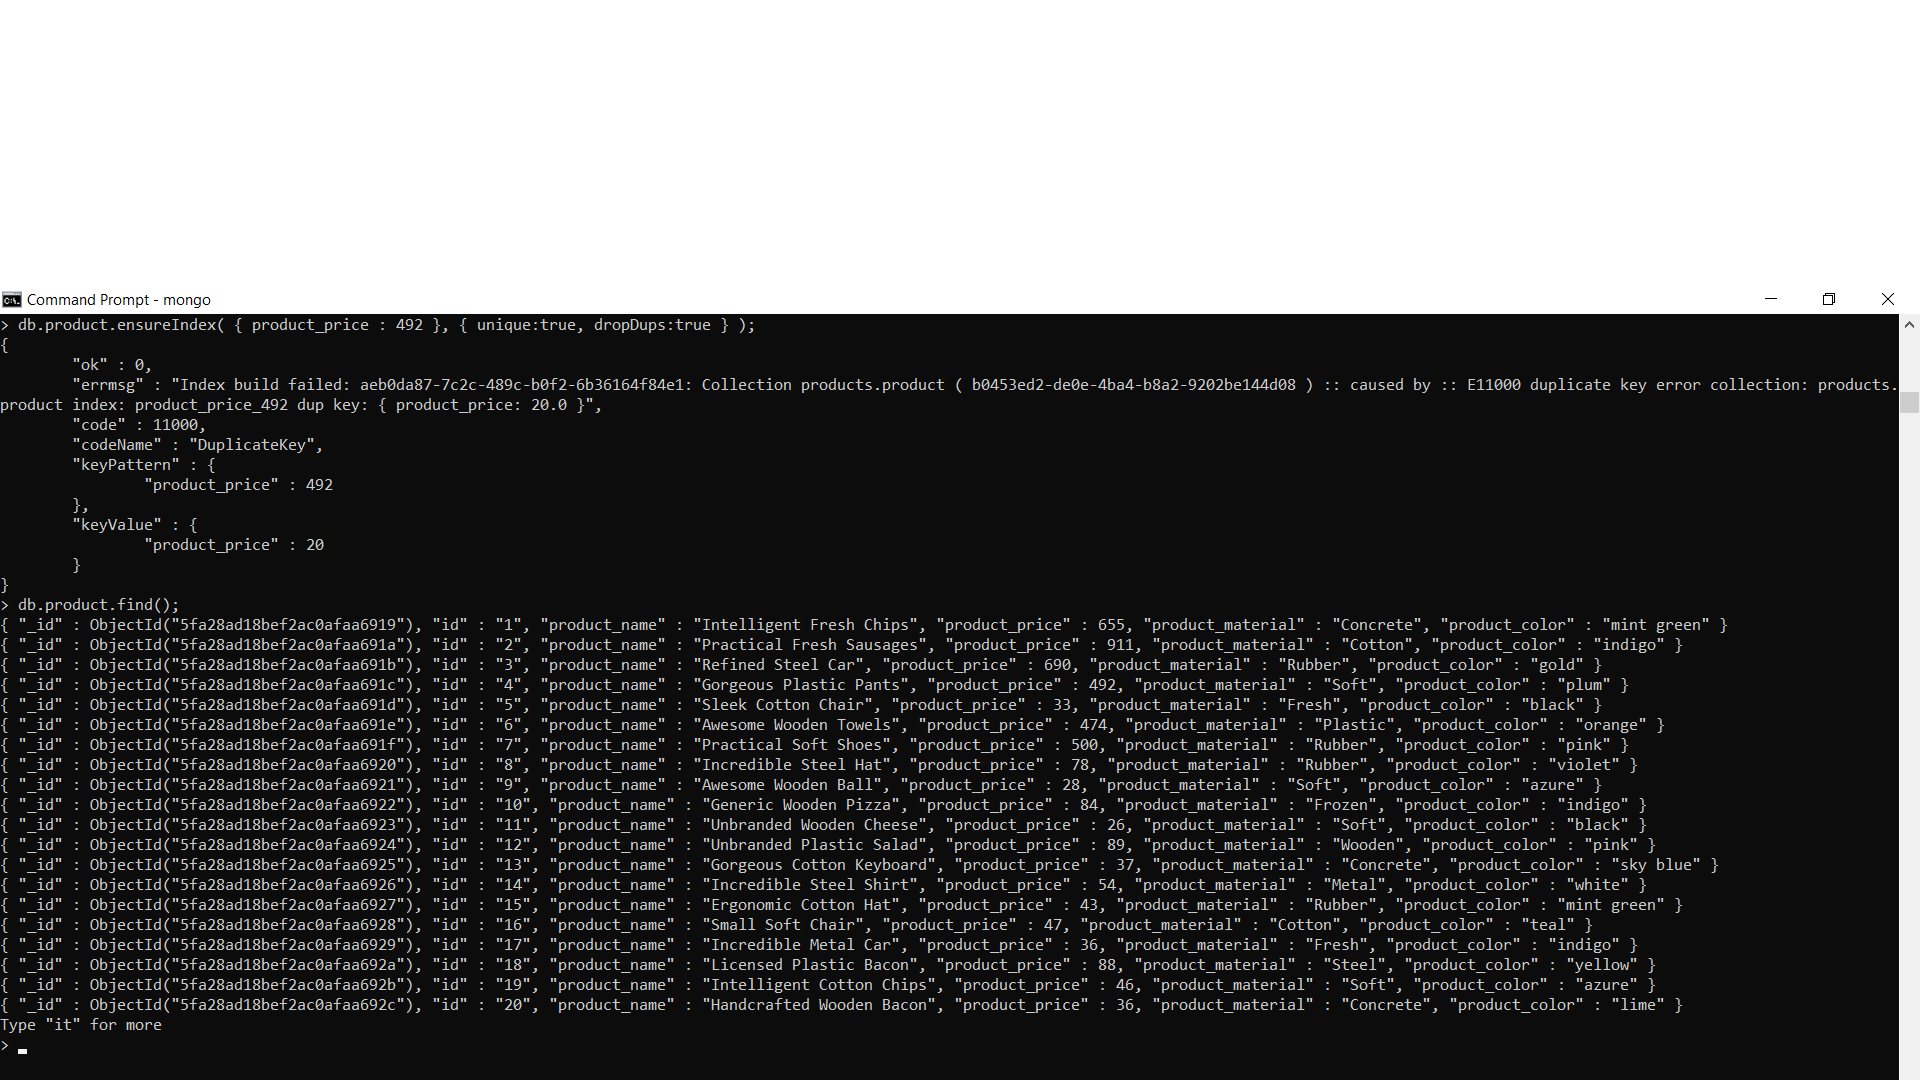 Command Prompt - mongo
> db.product.ensureIndex( { product_price : 492 }, { unique:true, dropDups:true } );
{
        "ok" : 0,
        "errmsg" : "Index build failed: aeb0da87-7c2c-489c-b0f2-6b36164f84e1: Collection products.product ( b0453ed2-de0e-4ba4-b8a2-9202be144d08 ) :: caused by :: E11000 duplicate key error collection: products.
product index: product_price_492 dup key: { product_price: 20.0 }",
        "code" : 11000,
        "codeName" : "DuplicateKey",
        "keyPattern" : {
                "product_price" : 492
        },
        "keyValue" : {
                "product_price" : 20
        }
}
> db.product.find();
{ "_id" : ObjectId("5fa28ad18bef2ac0afaa6919"), "id" : "1", "product_name" : "Intelligent Fresh Chips", "product_price" : 655, "product_material" : "Concrete", "product_color" : "mint green" }
{ "_id" : ObjectId("5fa28ad18bef2ac0afaa691a"), "id" : "2", "product_name" : "Practical Fresh Sausages", "product_price" : 911, "product_material" : "Cotton", "product_color" : "indigo" }
{ "_id" : ObjectId("5fa28ad18bef2ac0afaa691b"), "id" : "3", "product_name" : "Refined Steel Car", "product_price" : 690, "product_material" : "Rubber", "product_color" : "gold" }
{ "_id" : ObjectId("5fa28ad18bef2ac0afaa691c"), "id" : "4", "product_name" : "Gorgeous Plastic Pants", "product_price" : 492, "product_material" : "Soft", "product_color" : "plum" }
{ "_id" : ObjectId("5fa28ad18bef2ac0afaa691d"), "id" : "5", "product_name" : "Sleek Cotton Chair", "product_price" : 33, "product_material" : "Fresh", "product_color" : "black" }
{ "_id" : ObjectId("5fa28ad18bef2ac0afaa691e"), "id" : "6", "product_name" : "Awesome Wooden Towels", "product_price" : 474, "product_material" : "Plastic", "product_color" : "orange" }
{ "_id" : ObjectId("5fa28ad18bef2ac0afaa691f"), "id" : "7", "product_name" : "Practical Soft Shoes", "product_price" : 500, "product_material" : "Rubber", "product_color" : "pink" }
{ "_id" : ObjectId("5fa28ad18bef2ac0afaa6920"), "id" : "8", "product_name" : "Incredible Steel Hat", "product_price" : 78, "product_material" : "Rubber", "product_color" : "violet" }
{ "_id" : ObjectId("5fa28ad18bef2ac0afaa6921"), "id" : "9", "product_name" : "Awesome Wooden Ball", "product_price" : 28, "product_material" : "Soft", "product_color" : "azure" }
{ "_id" : ObjectId("5fa28ad18bef2ac0afaa6922"), "id" : "10", "product_name" : "Generic Wooden Pizza", "product_price" : 84, "product_material" : "Frozen", "product_color" : "indigo" }
{ "_id" : ObjectId("5fa28ad18bef2ac0afaa6923"), "id" : "11", "product_name" : "Unbranded Wooden Cheese", "product_price" : 26, "product_material" : "Soft", "product_color" : "black" }
{ "_id" : ObjectId("5fa28ad18bef2ac0afaa6924"), "id" : "12", "product_name" : "Unbranded Plastic Salad", "product_price" : 89, "product_material" : "Wooden", "product_color" : "pink" }
{ "_id" : ObjectId("5fa28ad18bef2ac0afaa6925"), "id" : "13", "product_name" : "Gorgeous Cotton Keyboard", "product_price" : 37, "product_material" : "Concrete", "product_color" : "sky blue" }
{ "_id" : ObjectId("5fa28ad18bef2ac0afaa6926"), "id" : "14", "product_name" : "Incredible Steel Shirt", "product_price" : 54, "product_material" : "Metal", "product_color" : "white" }
{ "_id" : ObjectId("5fa28ad18bef2ac0afaa6927"), "id" : "15", "product_name" : "Ergonomic Cotton Hat", "product_price" : 43, "product_material" : "Rubber", "product_color" : "mint green" }
{ "_id" : ObjectId("5fa28ad18bef2ac0afaa6928"), "id" : "16", "product_name" : "Small Soft Chair", "product_price" : 47, "product_material" : "Cotton", "product_color" : "teal" }
{ "_id" : ObjectId("5fa28ad18bef2ac0afaa6929"), "id" : "17", "product_name" : "Incredible Metal Car", "product_price" : 36, "product_material" : "Fresh", "product_color" : "indigo" }
{ "_id" : ObjectId("5fa28ad18bef2ac0afaa692a"), "id" : "18", "product_name" : "Licensed Plastic Bacon", "product_price" : 88, "product_material" : "Steel", "product_color" : "yellow" }
{ "_id" : ObjectId("5fa28ad18bef2ac0afaa692b"), "id" : "19", "product_name" : "Intelligent Cotton Chips", "product_price" : 46, "product_material" : "Soft", "product_color" : "azure" }
{ "_id" : ObjectId("5fa28ad18bef2ac0afaa692c"), "id" : "20", "product_name" : "Handcrafted Wooden Bacon", "product_price" : 36, "product_material" : "Concrete", "product_color" : "lime" }
Type "it" for more
>